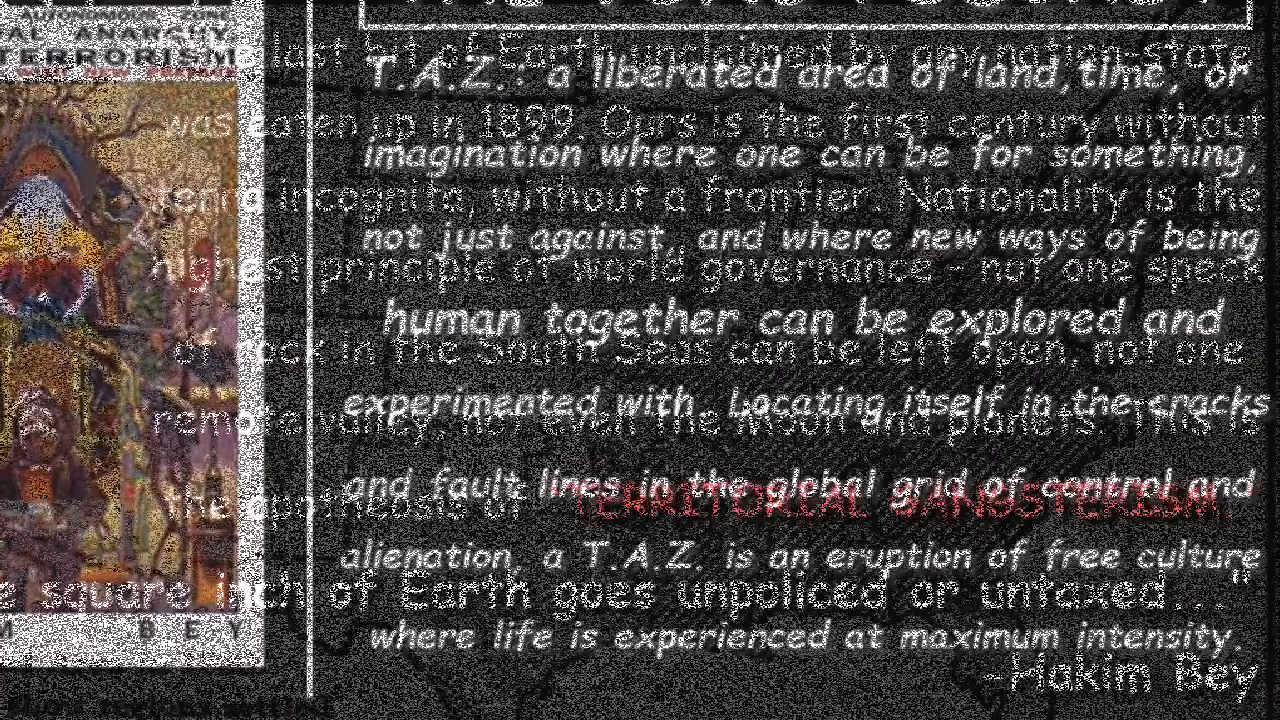 AUTONOMOUS ZONE
AL ANARCHY,
TERRORISM
last bit of Earth unclaimed by any nation-state
T.A.Z.: a liberated area of land, time, or
was eaten up in 1899. Ours is the first century without
imagination where one can be for something,
terra incognita, without a frontier. Nationality is the
not just against, and where new ways of being
highest principle of world governance - not one speck
human together can be explored and
of rock in the South Seas can be left open, not one
experimented with. Locating itself in the cracks
remote valley, not even the Moon and planets. This is
and fault lines in the global grid of control and
the apotheosis of TERRITORIAL GANGSTERISM.
alienation, a T.A.Z. is an eruption of free culture
e square inch of Earth goes unpoliced or untaxed..."
M BEY
where life is experienced at maximum intensity.
-Hakim Bey